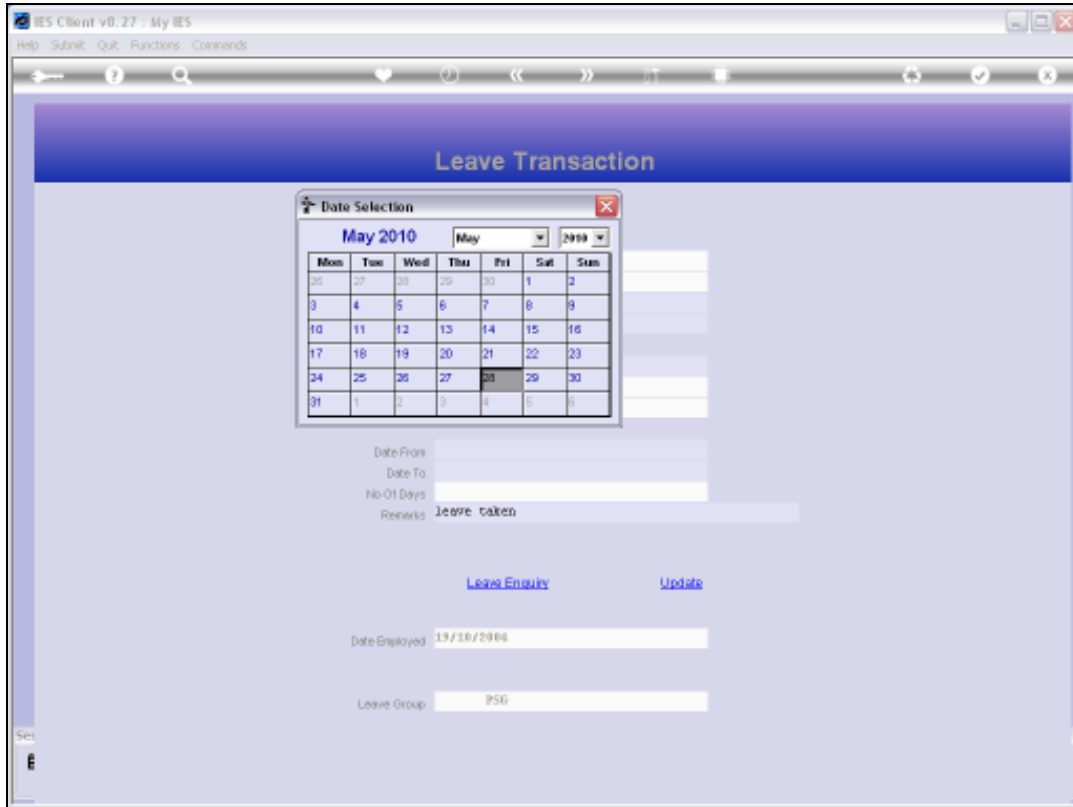 IES Client v8.27 : My IES
Help Submit Quit Functions Commands
Leave Transaction
Date Selection
May 2010 May 2010
Mon Tue Wed Thu Fri Sat Sun
26 27 28 29 30 1 2
3 4 5 6 7 8 9
10 11 12 13 14 15 16
17 18 19 20 21 22 23
24 25 26 27 28 29 30
31 1 2 3 4 5 6
Date From
Date To
No Of Days
Remarks leave taken
Leave Enquiry Update
Date Employed 19/10/2004
Leave Group PSG
Ser